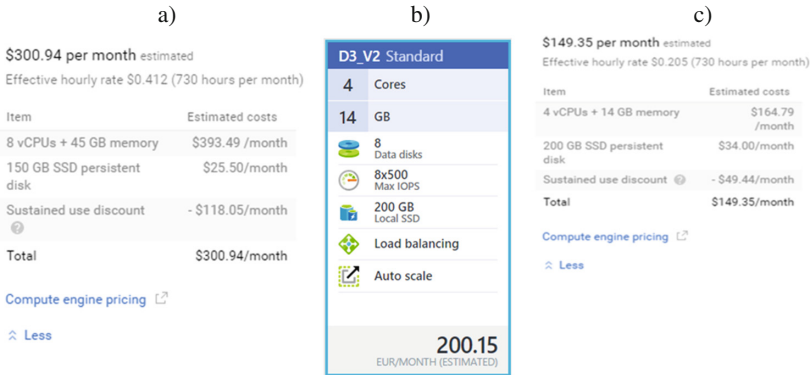 a)
$300.94 per month estimated
Effective hourly rate $0.412 (730 hours per month)
Item Estimated costs
8 vCPUs + 45 GB memory $393.49 /month
150 GB SSD persistent $25.50/month
disk
Sustained use discount - $118.05/month
Total $300.94/month
Compute engine pricing
Less
b)
D3_V2 Standard
4 Cores
14 GB
8
Data disks
8x500
Max IOPS
200 GB
Local SSD
Load balancing
Auto scale
200.15
EUR/MONTH (ESTIMATED)
c)
$149.35 per month estimated
Effective hourly rate $0.205 (730 hours per month)
Item Estimated costs
4 vCPUs + 14 GB memory $164.79
/month
200 GB SSD persistent $34.00/month
disk
Sustained use discount - $49.44/month
Total $149.35/month
Compute engine pricing
Less